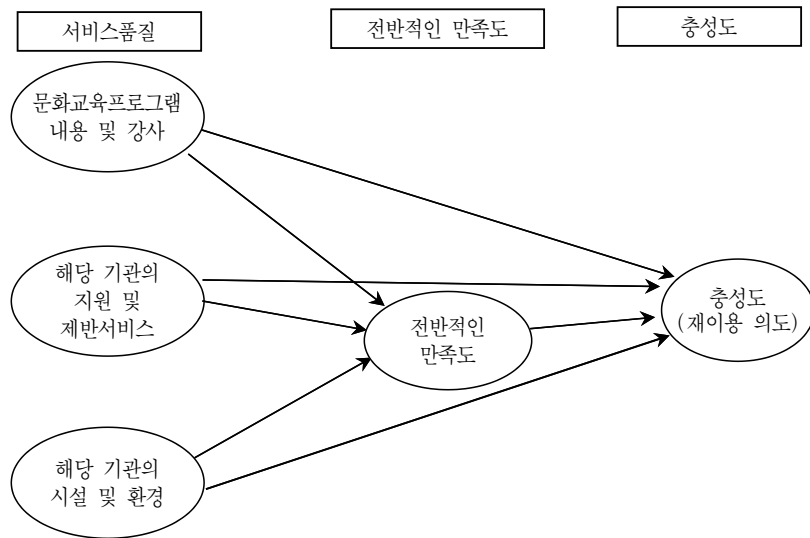 서비스품질
전반적인 만족도
충성도
문화교육프로그램
내용 및 강사
해당 기관의
지원 및
제반서비스
전반적인
만족도
충성도
(재이용 의도)
해당 기관의
시설 및 환경